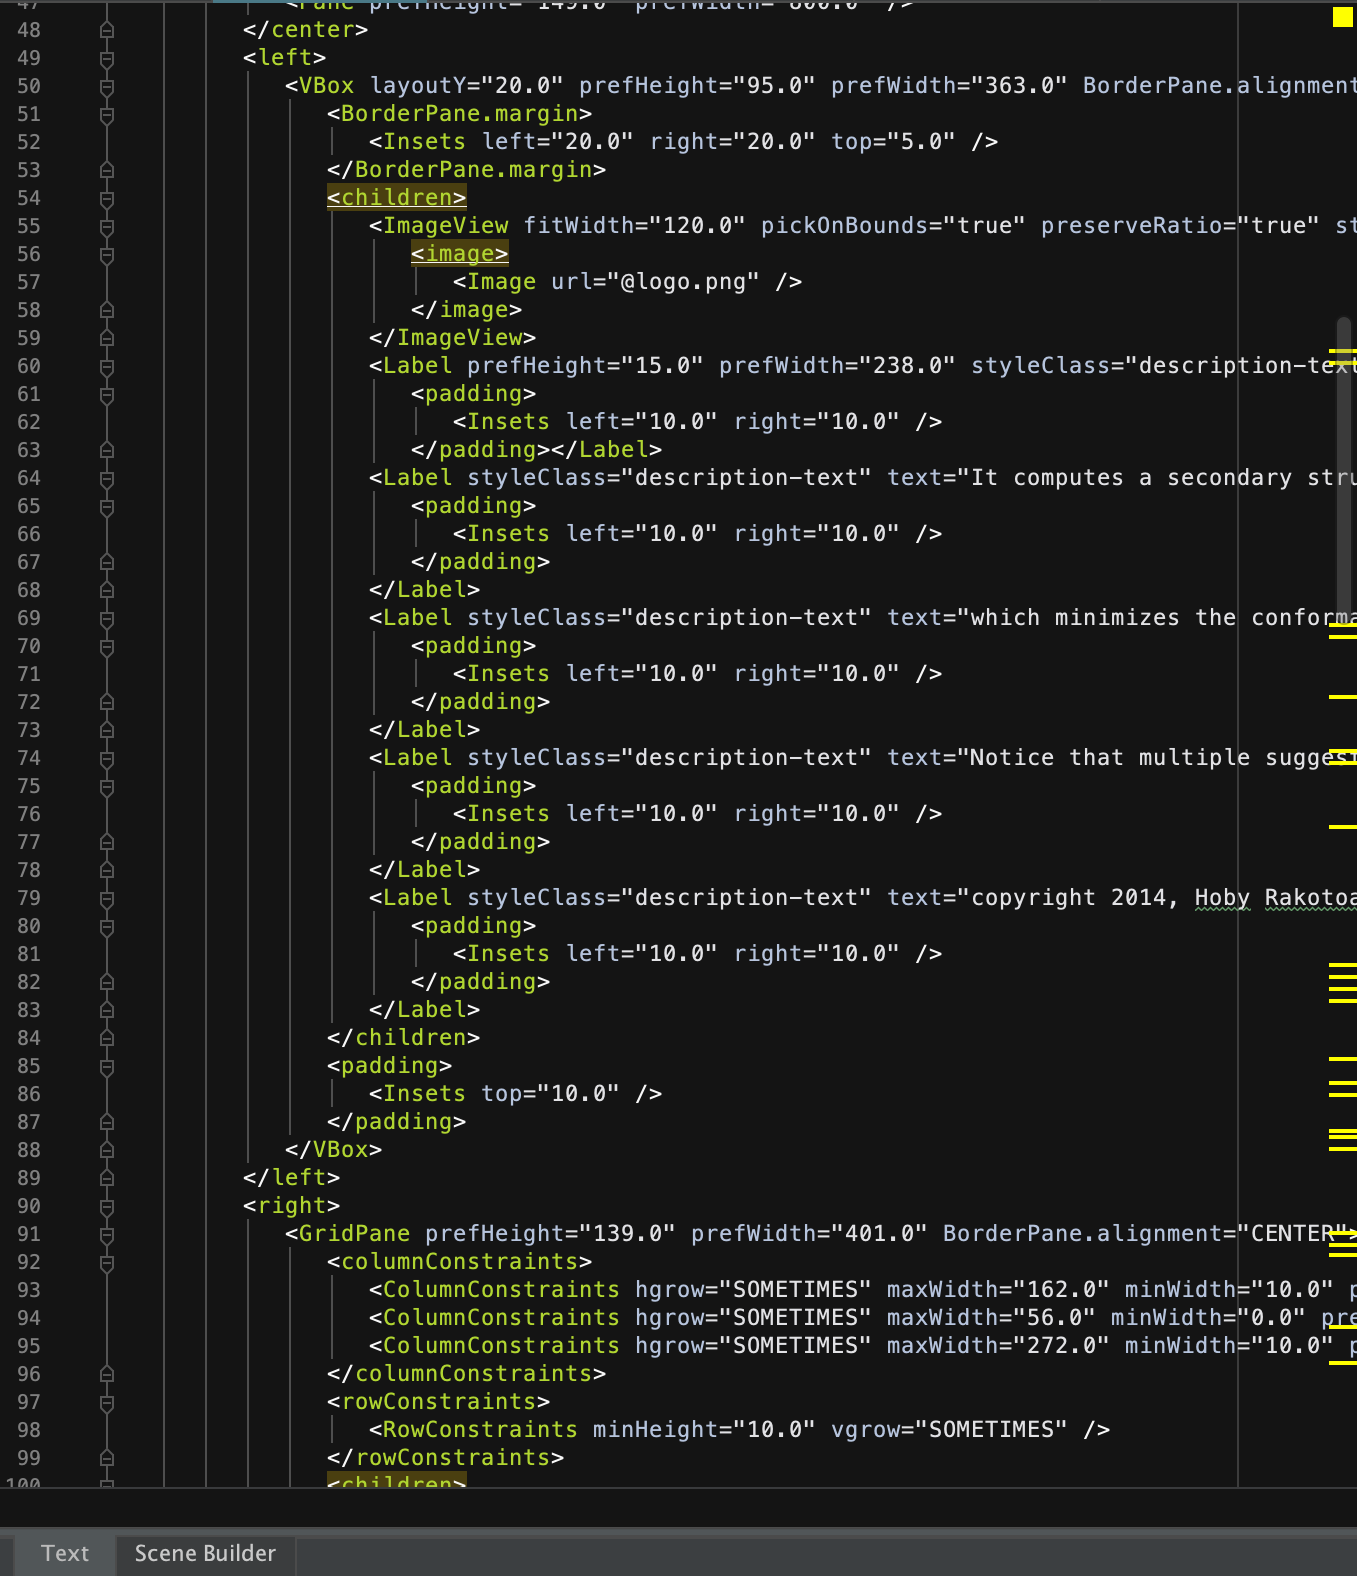 47 <Pane prefHeight="149.0" prefWidth="800.0" />
48 </center>
49 <left>
50 <VBox layoutY="20.0" prefHeight="95.0" prefWidth="363.0" BorderPane.alignment
51 <BorderPane.margin>
52 <Insets left="20.0" right="20.0" top="5.0" />
53 </BorderPane.margin>
54 <children>
55 <ImageView fitWidth="120.0" pickOnBounds="true" preserveRatio="true" st
56 <image>
57 <Image url="@logo.png" />
58 </image>
59 </ImageView>
60 <Label prefHeight="15.0" prefWidth="238.0" styleClass="description-text
61 <padding>
62 <Insets left="10.0" right="10.0" />
63 </padding></Label>
64 <Label styleClass="description-text" text="It computes a secondary stru
65 <padding>
66 <Insets left="10.0" right="10.0" />
67 </padding>
68 </Label>
69 <Label styleClass="description-text" text="which minimizes the conforma
70 <padding>
71 <Insets left="10.0" right="10.0" />
72 </padding>
73 </Label>
74 <Label styleClass="description-text" text="Notice that multiple suggest
75 <padding>
76 <Insets left="10.0" right="10.0" />
77 </padding>
78 </Label>
79 <Label styleClass="description-text" text="copyright 2014, Hoby Rakotoa
80 <padding>
81 <Insets left="10.0" right="10.0" />
82 </padding>
83 </Label>
84 </children>
85 <padding>
86 <Insets top="10.0" />
87 </padding>
88 </VBox>
89 </left>
90 <right>
91 <GridPane prefHeight="139.0" prefWidth="401.0" BorderPane.alignment="CENTER">
92 <columnConstraints>
93 <ColumnConstraints hgrow="SOMETIMES" maxWidth="162.0" minWidth="10.0" p
94 <ColumnConstraints hgrow="SOMETIMES" maxWidth="56.0" minWidth="0.0" pre
95 <ColumnConstraints hgrow="SOMETIMES" maxWidth="272.0" minWidth="10.0" p
96 </columnConstraints>
97 <rowConstraints>
98 <RowConstraints minHeight="10.0" vgrow="SOMETIMES" />
99 </rowConstraints>
100 <children>
Text Scene Builder